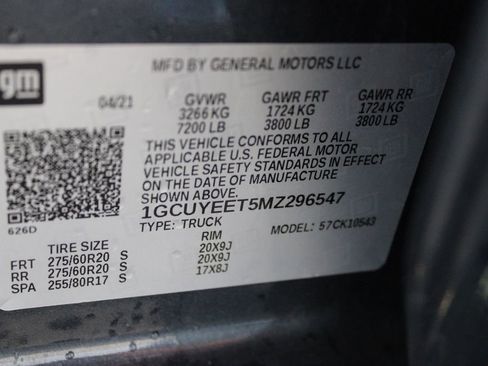 gm
MFD BY GENERAL MOTORS LLC
04/21 GVWR GAWR FRT GAWR RR
3266 KG 1724 KG 1724 KG
7200 LB 3800 LB 3800 LB
THIS VEHICLE CONFORMS TO ALL
APPLICABLE U.S. FEDERAL MOTOR
VEHICLE SAFETY STANDARDS IN EFFECT
ON THE DATE OF MANUFACTURE
SHOWN ABOVE.
1GCUYEET5MZ296547
626D TYPE: TRUCK MODEL: 57CK10543
TIRE SIZE RIM
FRT 275/60R20 S 20X9J
RR 275/60R20 S 20X9J
SPA 255/80R17 S 17X8J